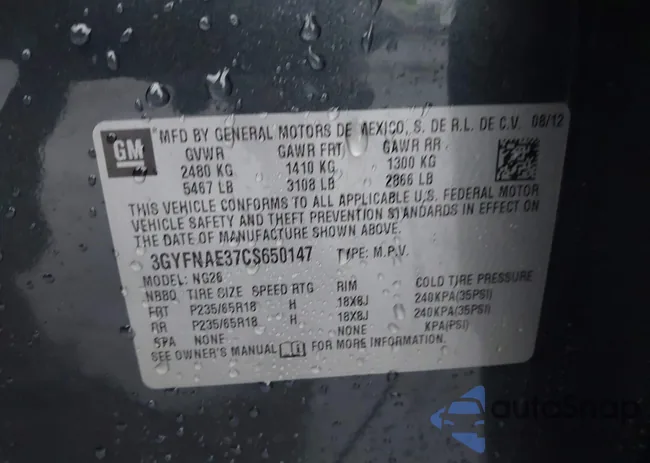 GM
MFD BY GENERAL MOTORS DE MEXICO, S. DE R.L. DE C.V. 08/12
GVWR GAWR FRT GAWR RR
2480 KG 1410 KG 1300 KG
5467 LB 3108 LB 2866 LB
THIS VEHICLE CONFORMS TO ALL APPLICABLE U.S. FEDERAL MOTOR
VEHICLE SAFETY AND THEFT PREVENTION STANDARDS IN EFFECT ON
THE DATE OF MANUFACTURE SHOWN ABOVE.
3GYFNAE37CS650147 TYPE: M.P.V.
MODEL: NG26
NB80 TIRE SIZE SPEED RTG RIM COLD TIRE PRESSURE
FRT P235/65R18 H 18X8J 240KPA(35PSI)
RR P235/65R18 H 18X8J 240KPA(35PSI)
SPA NONE NONE KPA(PSI)
SEE OWNER'S MANUAL FOR MORE INFORMATION.
autoSnap